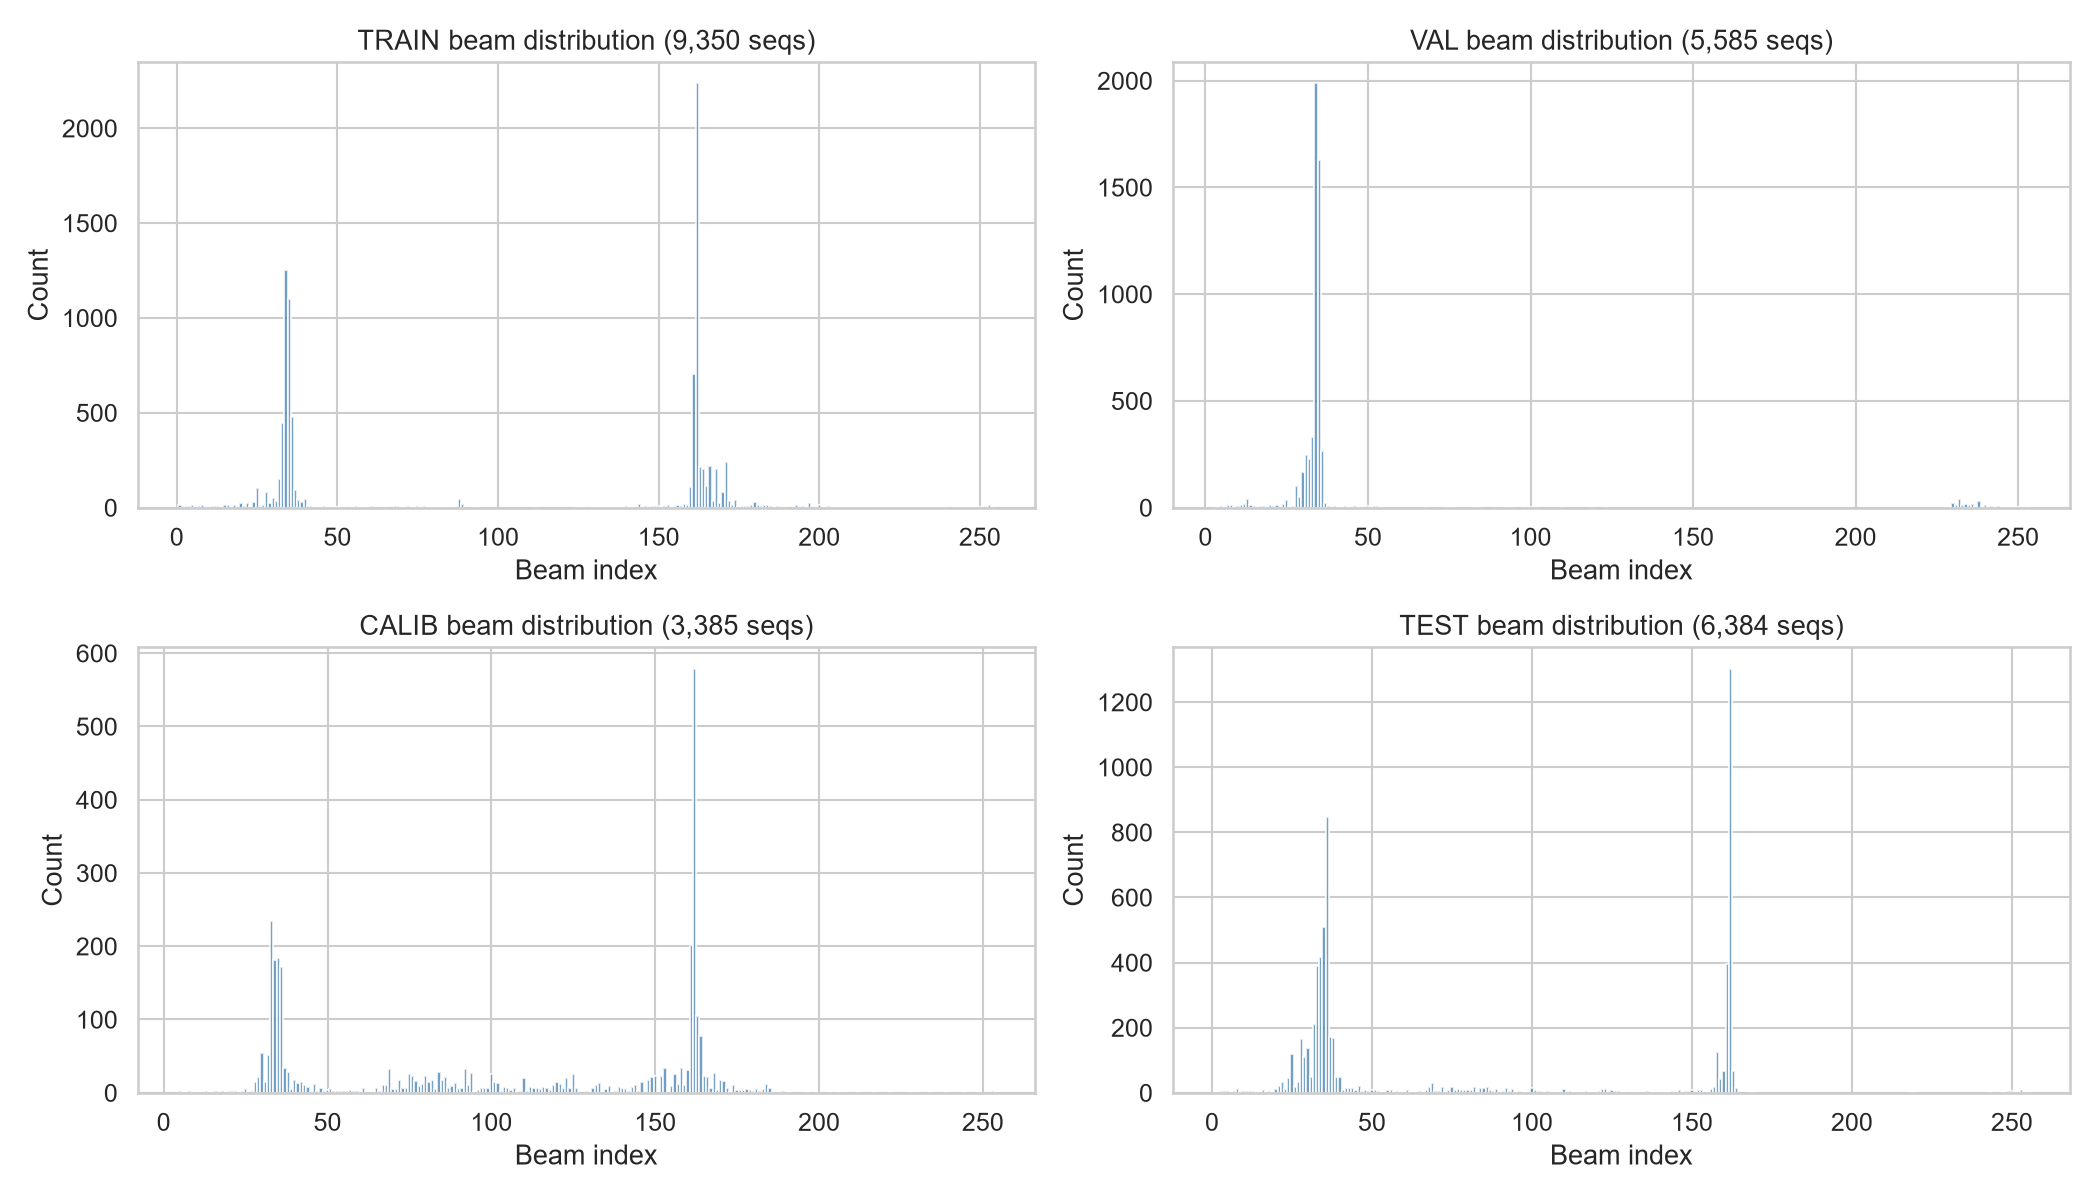 TRAIN beam distribution (9,350 seqs)
2000
1500
1000
500
0
Count
0 50 100 150 200 250
Beam index
VAL beam distribution (5,585 seqs)
2000
1500
1000
500
0
Count
0 50 100 150 200 250
Beam index
CALIB beam distribution (3,385 seqs)
600
500
400
300
200
100
0
Count
0 50 100 150 200 250
Beam index
TEST beam distribution (6,384 seqs)
1200
1000
800
600
400
200
0
Count
0 50 100 150 200 250
Beam index